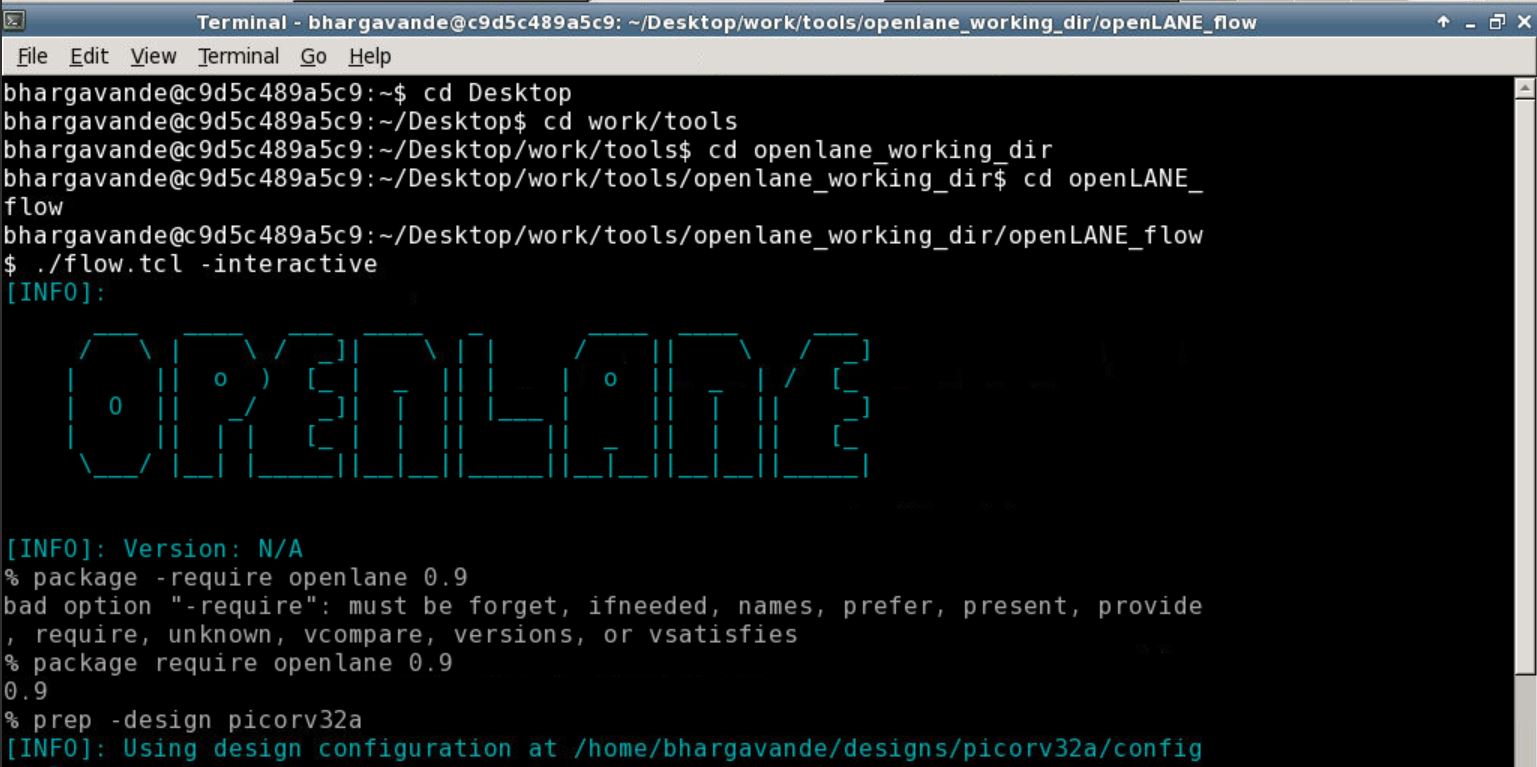 Terminal - bhargavande@c9d5c489a5c9: ~/Desktop/work/tools/openlane_working_dir/openLANE_flow
File Edit View Terminal Go Help
bhargavande@c9d5c489a5c9:~$ cd Desktop
bhargavande@c9d5c489a5c9:~/Desktop$ cd work/tools
bhargavande@c9d5c489a5c9:~/Desktop/work/tools$ cd openlane_working_dir
bhargavande@c9d5c489a5c9:~/Desktop/work/tools/openlane_working_dir$ cd openLANE_
flow
bhargavande@c9d5c489a5c9:~/Desktop/work/tools/openlane_working_dir/openLANE_flow
$ ./flow.tcl -interactive
[INFO]:
OPENLANE
[INFO]: Version: N/A
% package -require openlane 0.9
bad option "-require": must be forget, ifneeded, names, prefer, present, provide
, require, unknown, vcompare, versions, or vsatisfies
% package require openlane 0.9
0.9
% prep -design picorv32a
[INFO]: Using design configuration at /home/bhargavande/designs/picorv32a/config